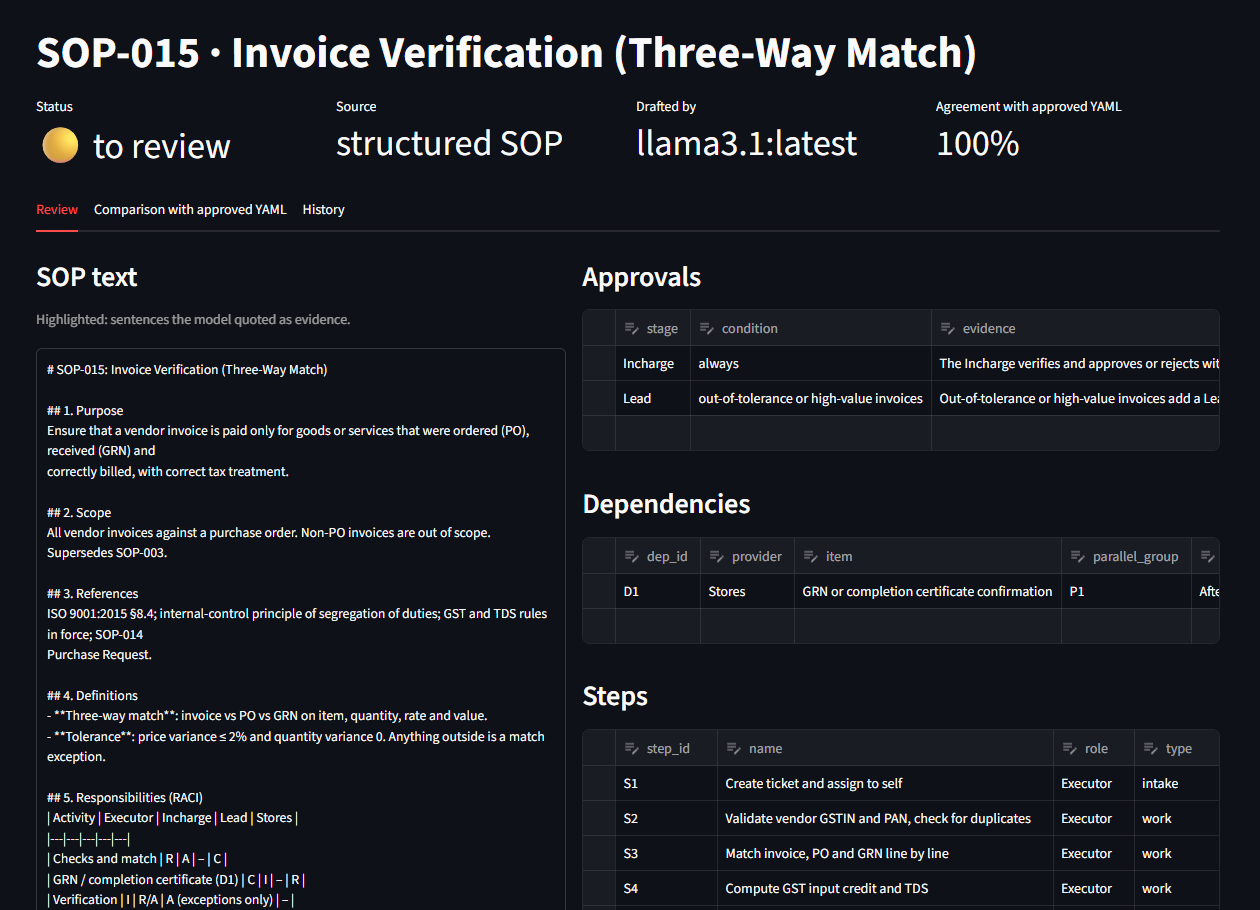 SOP-015 · Invoice Verification (Three-Way Match)
Status
to review
Source
structured SOP
Drafted by
llama3.1:latest
Agreement with approved YAML
100%
Review
Comparison with approved YAML
History
SOP text
Highlighted: sentences the model quoted as evidence.
# SOP-015: Invoice Verification (Three-Way Match)
## 1. Purpose
Ensure that a vendor invoice is paid only for goods or services that were ordered (PO),
received (GRN) and
correctly billed, with correct tax treatment.
## 2. Scope
All vendor invoices against a purchase order. Non-PO invoices are out of scope.
Supersedes SOP-003.
## 3. References
ISO 9001:2015 §8.4; internal-control principle of segregation of duties; GST and TDS rules
in force; SOP-014
Purchase Request.
## 4. Definitions
- **Three-way match**: invoice vs PO vs GRN on item, quantity, rate and value.
- **Tolerance**: price variance ≤ 2% and quantity variance 0. Anything outside is a match
exception.
## 5. Responsibilities (RACI)
| Activity | Executor | Incharge | Lead | Stores |
|---|---|---|---|---|
| Checks and match | R | A | – | C |
| GRN / completion certificate (D1) | C | I | – | R |
| Verification | I | R/A | A (exceptions only) | – |
Approvals
stage condition evidence
Incharge always The Incharge verifies and approves or rejects wit
Lead out-of-tolerance or high-value invoices Out-of-tolerance or high-value invoices add a Lea
Dependencies
dep_id provider item parallel_group
D1 Stores GRN or completion certificate confirmation P1 Afte
Steps
step_id name role type
S1 Create ticket and assign to self Executor intake
S2 Validate vendor GSTIN and PAN, check for duplicates Executor work
S3 Match invoice, PO and GRN line by line Executor work
S4 Compute GST input credit and TDS Executor work